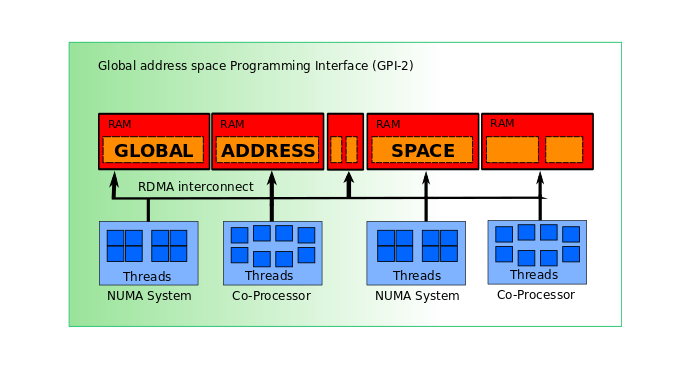 Global address space Programming Interface (GPI-2)
RAM RAM RAM RAM
GLOBAL ADDRESS SPACE
RDMA interconnect
Threads Threads Threads Threads
NUMA System Co-Processor NUMA System Co-Processor